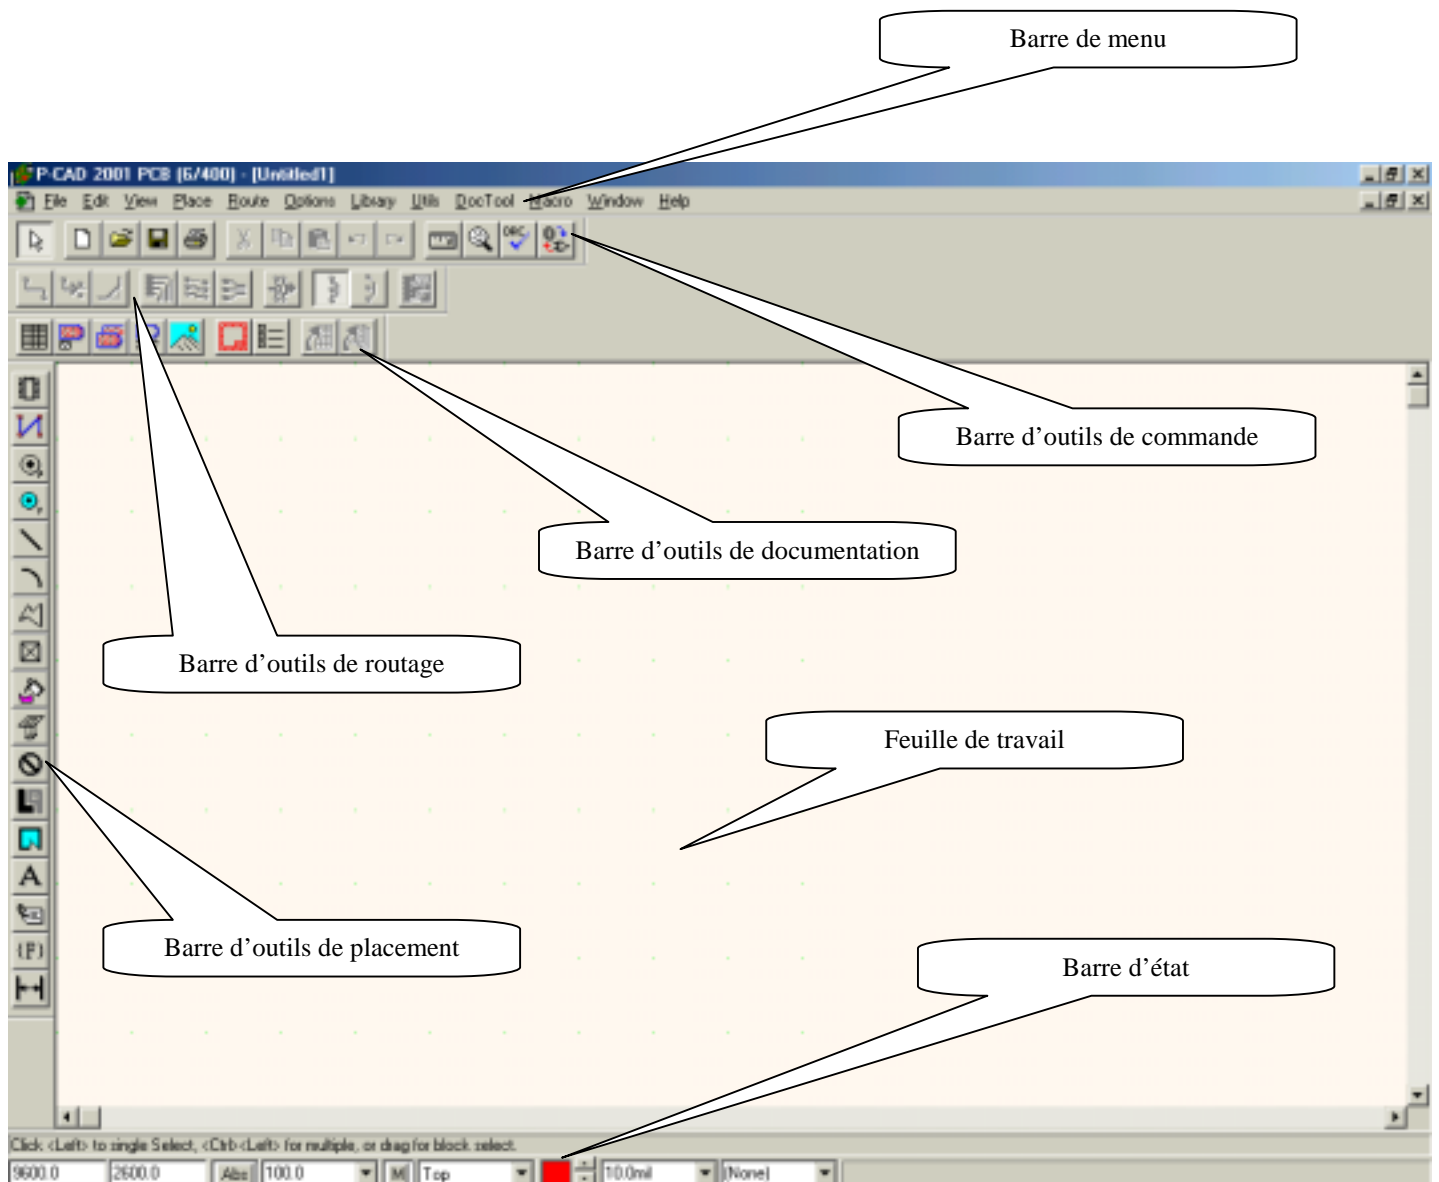 Barre de menu
P-CAD 2001 PCB (6/400) - [Untitled1]
File Edit View Place Route Options Library Utils DocTool Macro Window Help
DRC
Barre d’outils de commande
Barre d’outils de documentation
Barre d’outils de routage
Feuille de travail
A
Barre d’outils de placement
{F}
Barre d’état
Click <Left> to single Select, <Ctrl><Left> for multiple, or drag for block select.
9600.0 2600.0 Abs 100.0 M Top 10.0mil (None)